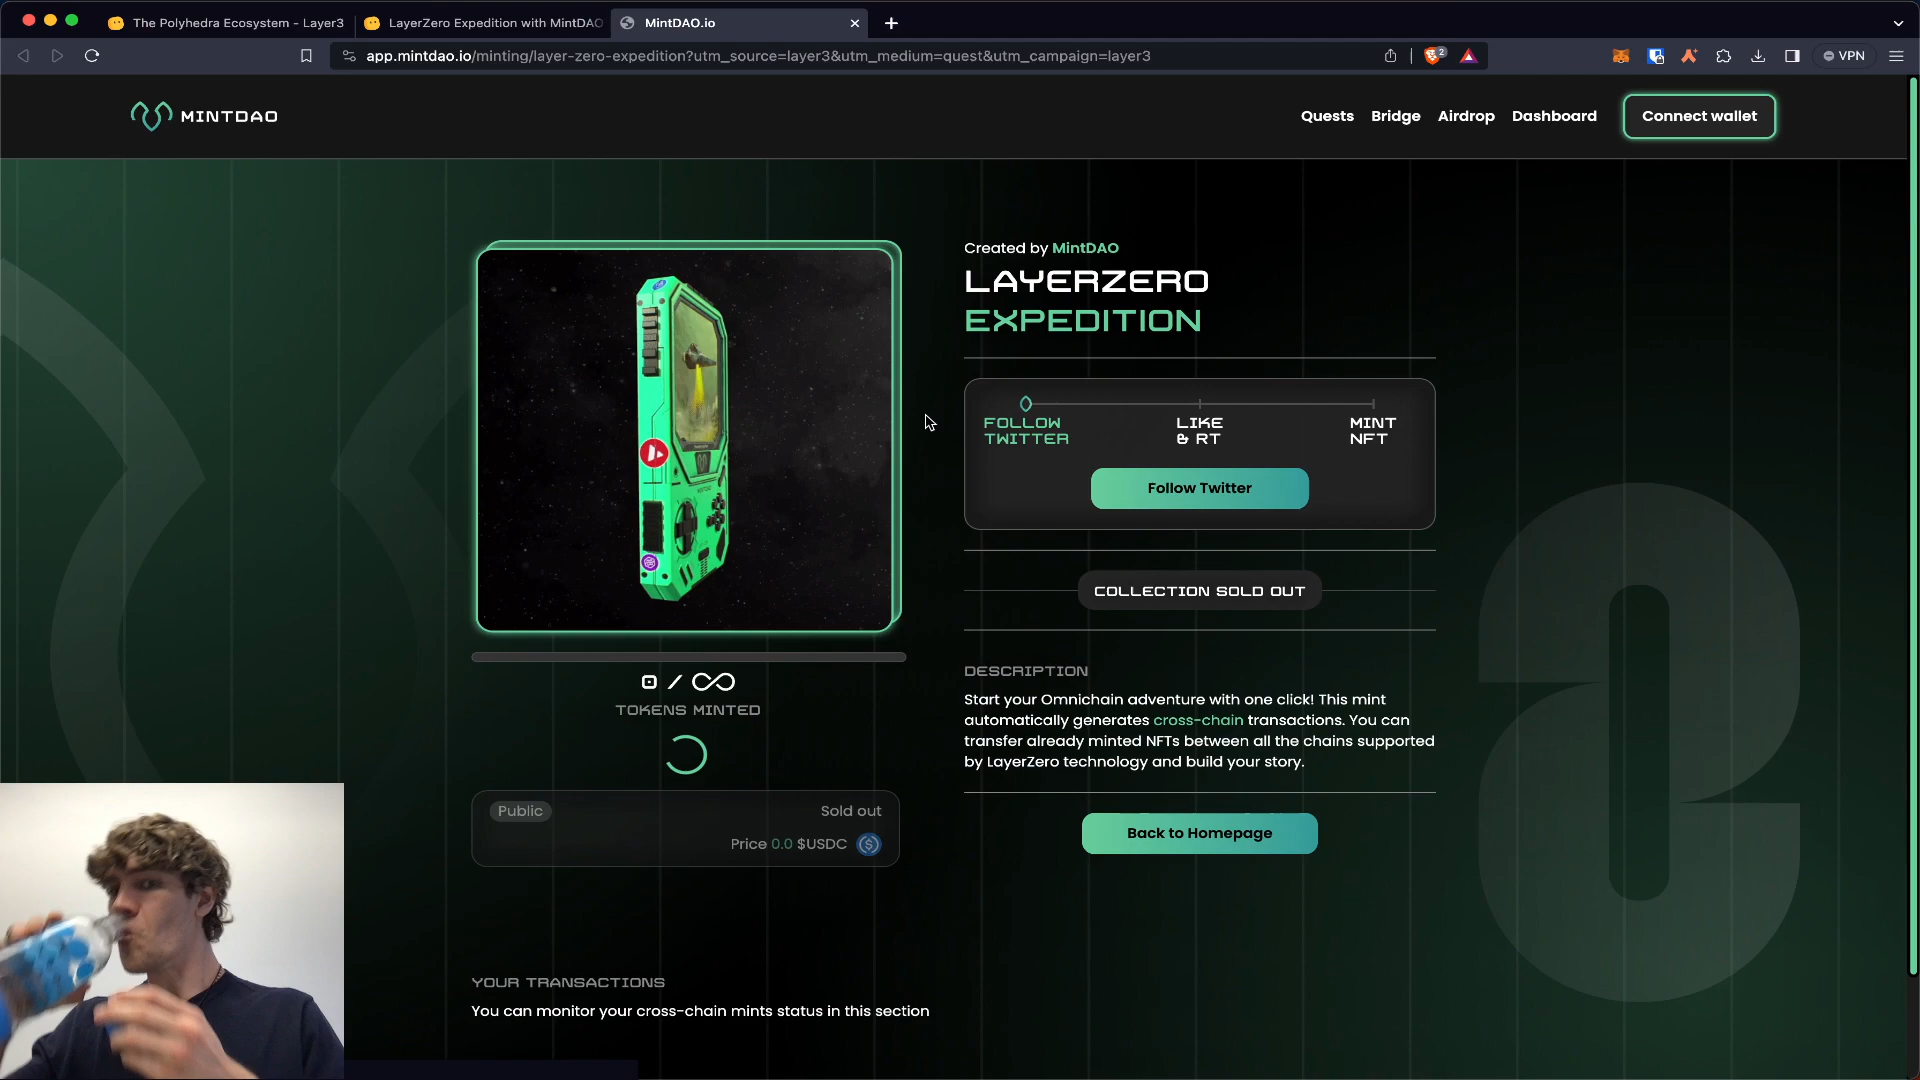 The Polyhedra Ecosystem - Layer3
LayerZero Expedition with MintDAO
MintDAO.io
app.mintdao.io/minting/layer-zero-expedition?utm_source=layer3&utm_medium=quest&utm_campaign=layer3
2
VPN
MINTDAO
Quests
Bridge
Airdrop
Dashboard
Connect wallet
Created by MintDAO
LAYERZERO
EXPEDITION
FOLLOW
TWITTER
LIKE
& RT
MINT
NFT
Follow Twitter
COLLECTION SOLD OUT
0 / ∞
TOKENS MINTED
Public
Sold out
Price 0.0 $USDC
DESCRIPTION
Start your Omnichain adventure with one click! This mint
automatically generates cross-chain transactions. You can
transfer already minted NFTs between all the chains supported
by LayerZero technology and build your story.
Back to Homepage
YOUR TRANSACTIONS
You can monitor your cross-chain mints status in this section